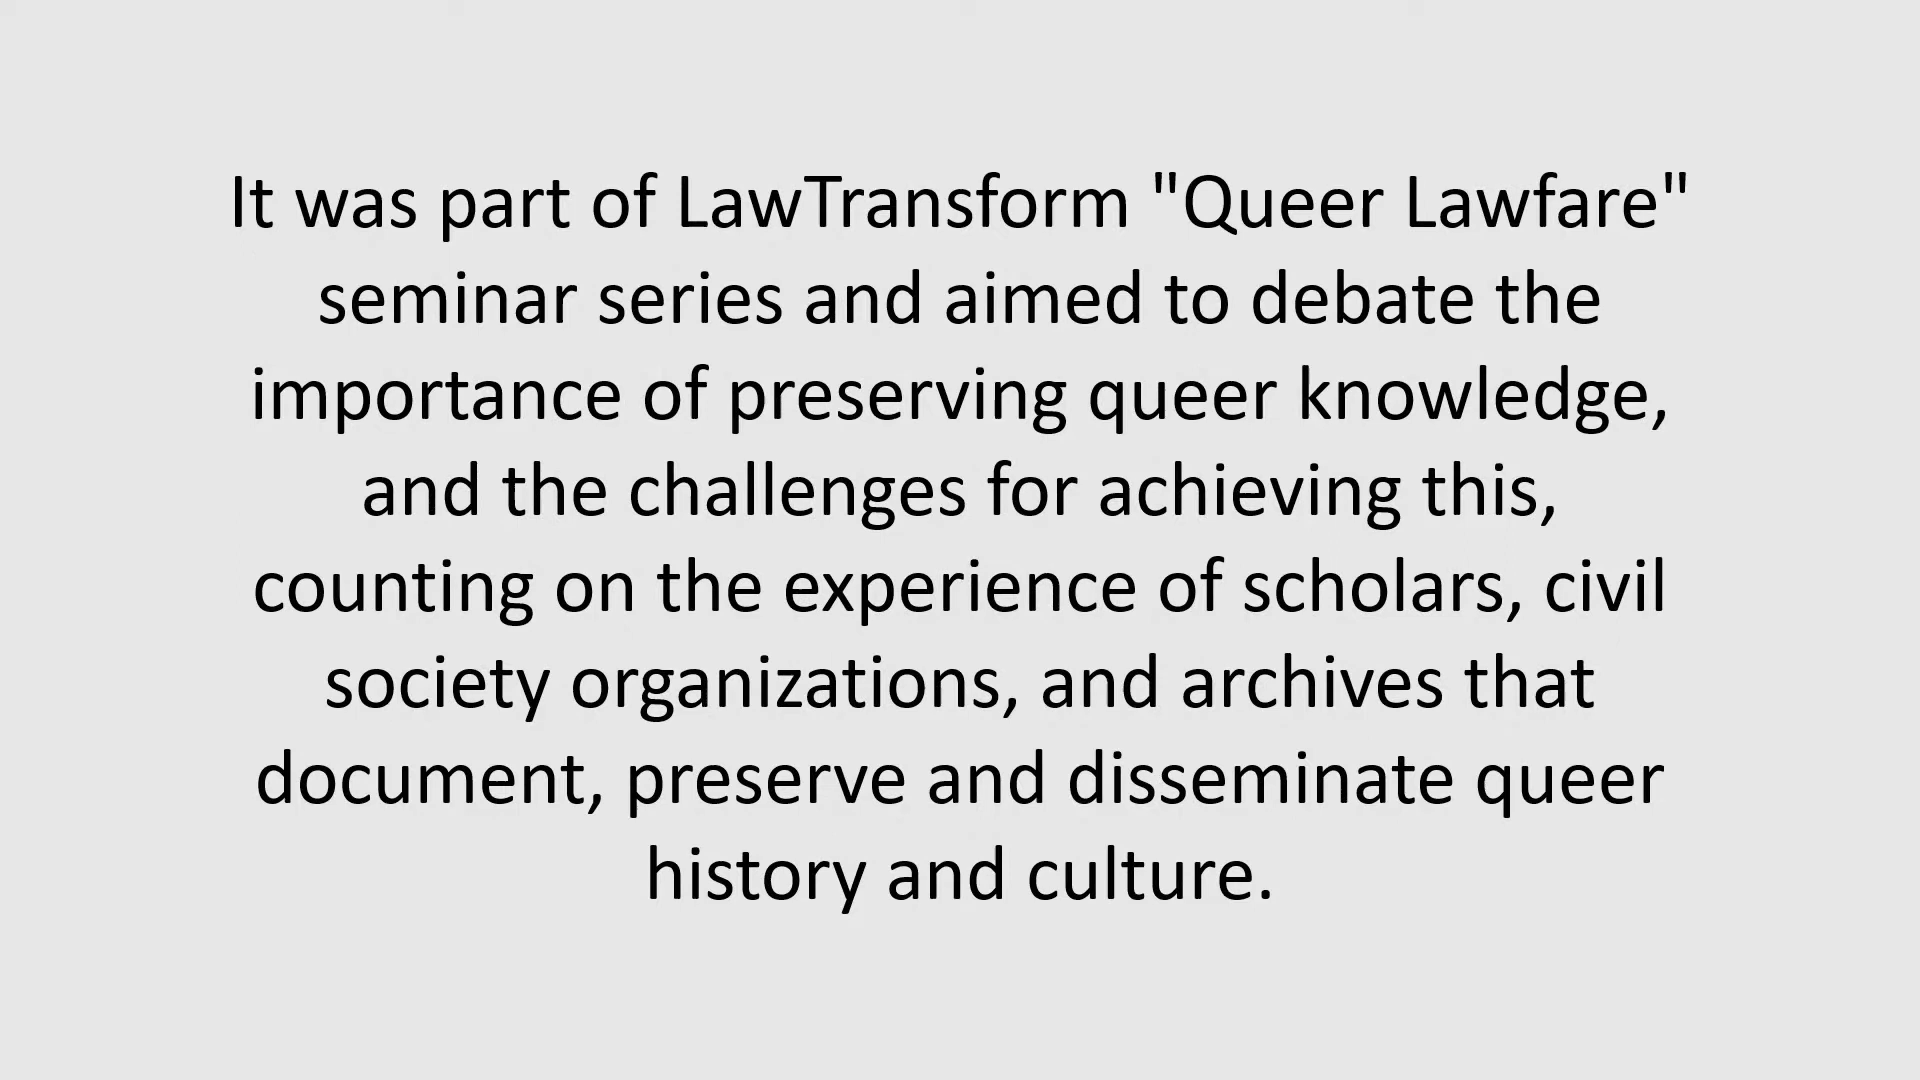 It was part of LawTransform "Queer Lawfare"
seminar series and aimed to debate the
importance of preserving queer knowledge,
and the challenges for achieving this,
counting on the experience of scholars, civil
society organizations, and archives that
document, preserve and disseminate queer
history and culture.